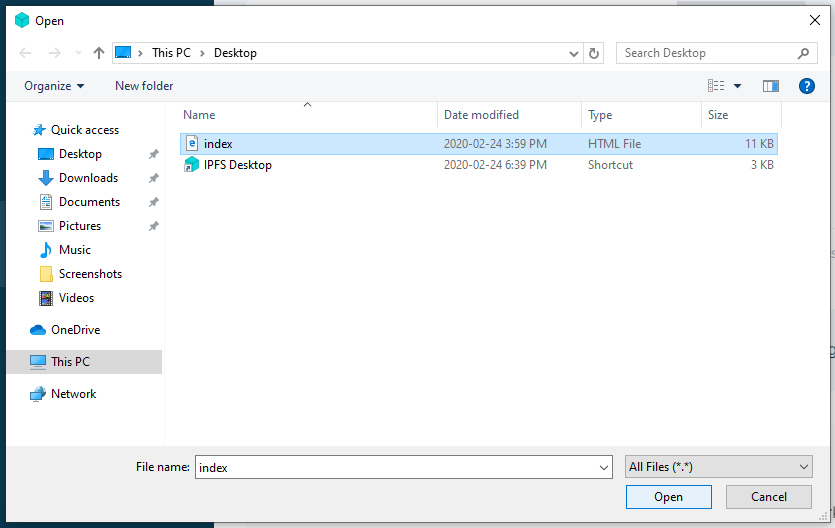 Open
This PC > Desktop
Search Desktop
Organize
New folder
Name
Date modified
Type
Size
Quick access
Desktop
Downloads
Documents
Pictures
Music
Screenshots
Videos
OneDrive
This PC
Network
index 2020-02-24 3:59 PM HTML File 11 KB
IPFS Desktop 2020-02-24 6:39 PM Shortcut 3 KB
File name: index
All Files (*.*)
Open
Cancel